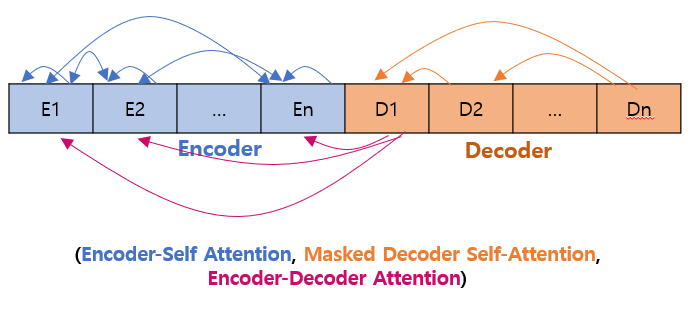 E1 E2 ... En D1 D2 ... Dn
Encoder Decoder
(Encoder-Self Attention, Masked Decoder Self-Attention,
Encoder-Decoder Attention)